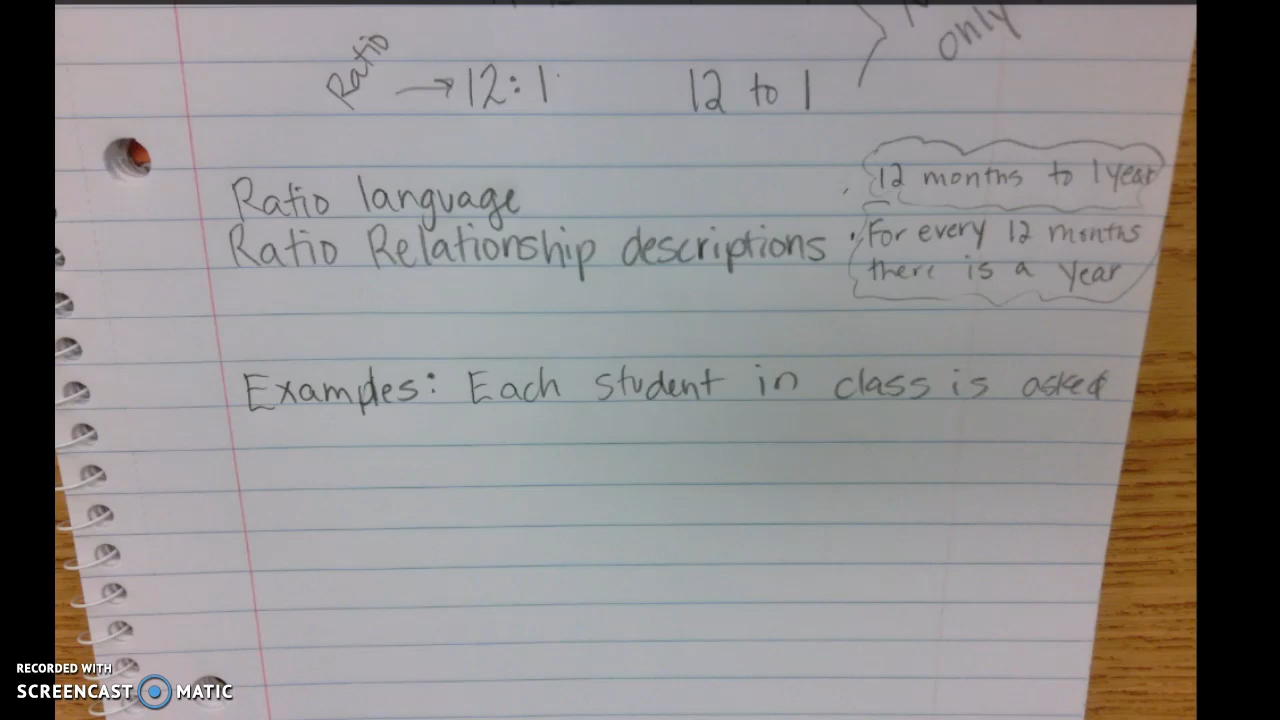 only
Ratio → 12:1 12 to 1
12 months to 1 year
Ratio language
Ratio Relationship descriptions
For every 12 months
there is a year
Examples: Each student in class is asked
RECORDED WITH
SCREENCAST MATIC